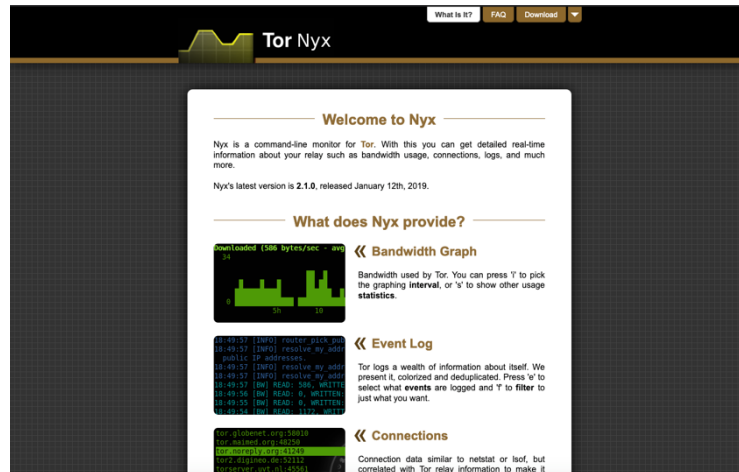 What Is It?
FAQ
Download
Tor Nyx
Welcome to Nyx
Nyx is a command-line monitor for Tor. With this you can get detailed real-time
information about your relay such as bandwidth usage, connections, logs, and much
more.
Nyx's latest version is 2.1.0, released January 12th, 2019.
What does Nyx provide?
Downloaded (586 bytes/sec - avg
34
0
5h
10
Bandwidth Graph
Bandwidth used by Tor. You can press 'i' to pick
the graphing interval, or 's' to show other usage
statistics.
18:49:57 [INFO] router_pick_pub
18:49:57 [INFO] resolve_my_addr
public IP addresses.
18:49:57 [INFO] resolve_my_addr
18:49:57 [INFO] resolve_my_addr
18:49:57 [BW] READ: 586, WRITTE
18:49:56 [BW] READ: 0, WRITTEN:
18:49:55 [BW] READ: 0, WRITTEN:
18:49:54 [BW] READ: 1172, WRITT
Event Log
Tor logs a wealth of information about itself. We
present it, colorized and deduplicated. Press 'e' to
select what events are logged and 'f' to filter to
just what you want.
tor.globenet.org:58010
tor.maimed.org:48250
tor.noreply.org:41249
tor2.digineo.de:52112
torserver.uvt.nl:45561
Connections
Connection data similar to netstat or lsof, but
correlated with Tor relay information to make it